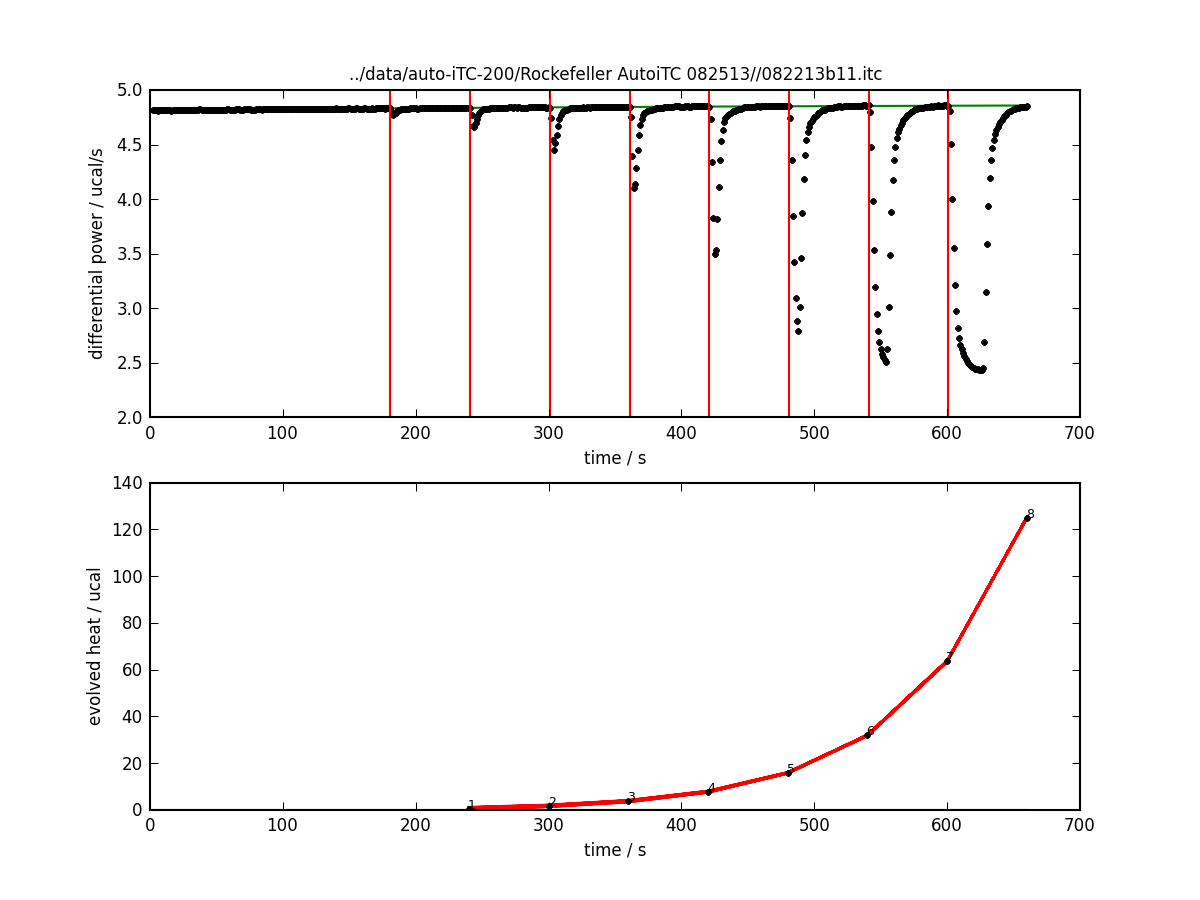 ../data/auto-iTC-200/Rockefeller AutoiTC 082513//082213b11.itc
5.0
4.5
4.0
3.5
3.0
2.5
2.0
differential power / ucal/s
0 100 200 300 400 500 600 700
time / s
140
120
100
80
60
40
20
0
evolved heat / ucal
1 2 3 4 5 6 7 8
0 100 200 300 400 500 600 700
time / s